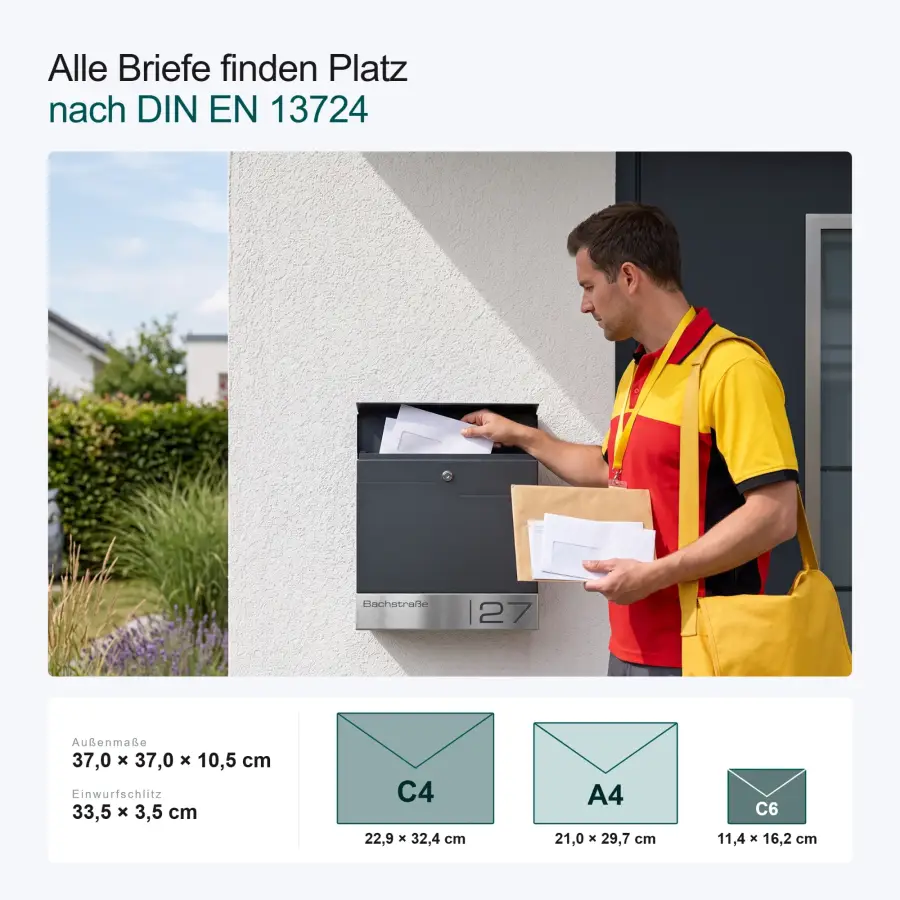 Alle Briefe finden Platz
nach DIN EN 13724
Bachstraße
27
Außenmaße
37,0 × 37,0 × 10,5 cm
Einwurfschlitz
33,5 × 3,5 cm
C4
22,9 × 32,4 cm
A4
21,0 × 29,7 cm
C6
11,4 × 16,2 cm